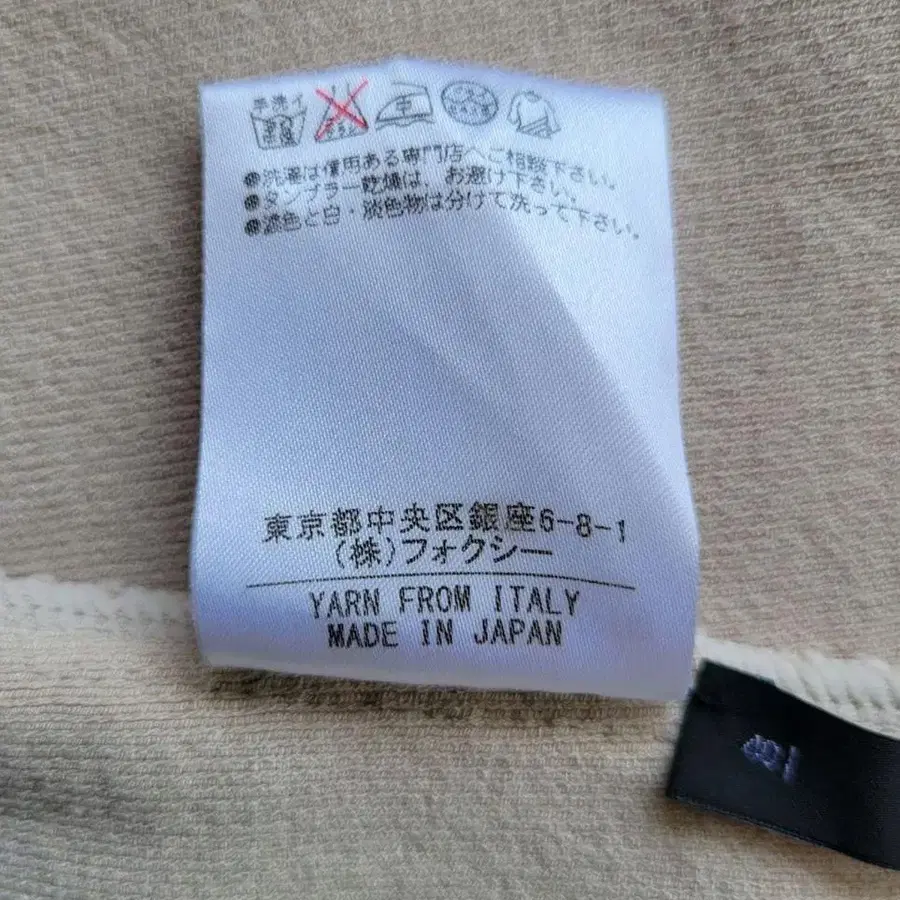 手洗イ
●洗濯は信用ある専門店へご相談下さい。
●タンブラー乾燥は、お避け下さい。
●濃色と白・淡色物は分けて洗って下さい。
東京都中央区銀座6-8-1
(株)フォクシー
YARN FROM ITALY
MADE IN JAPAN